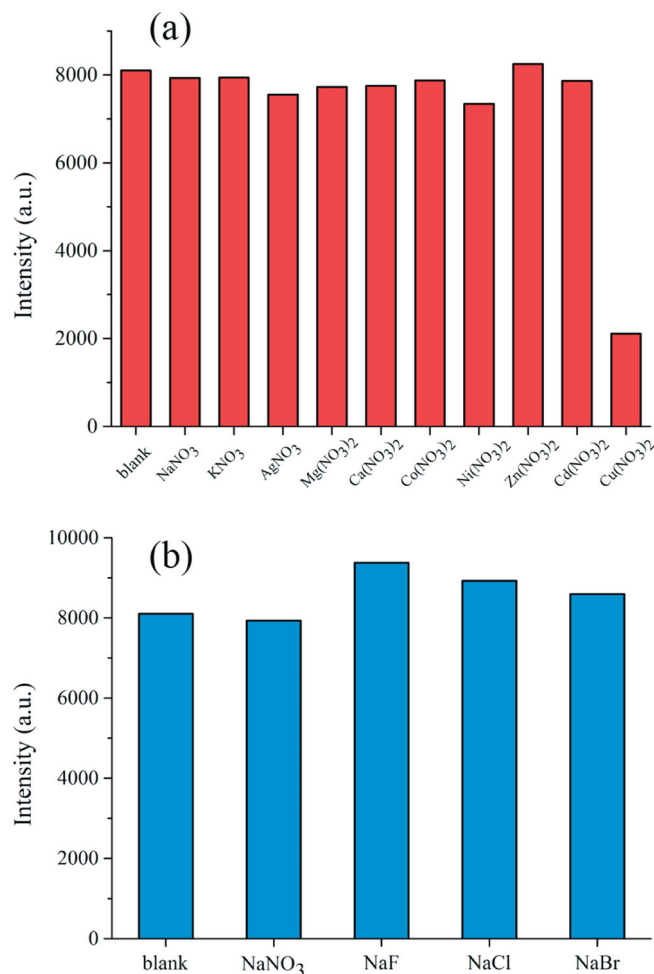 (a)
Intensity (a.u.)
8000
6000
4000
2000
0
blank
NaNO3
KNO3
AgNO3
Mg(NO3)2
Ca(NO3)2
Co(NO3)2
Ni(NO3)2
Zn(NO3)2
Cd(NO3)2
Cu(NO3)2
(b)
Intensity (a.u.)
10000
8000
6000
4000
2000
0
blank
NaNO3
NaF
NaCl
NaBr